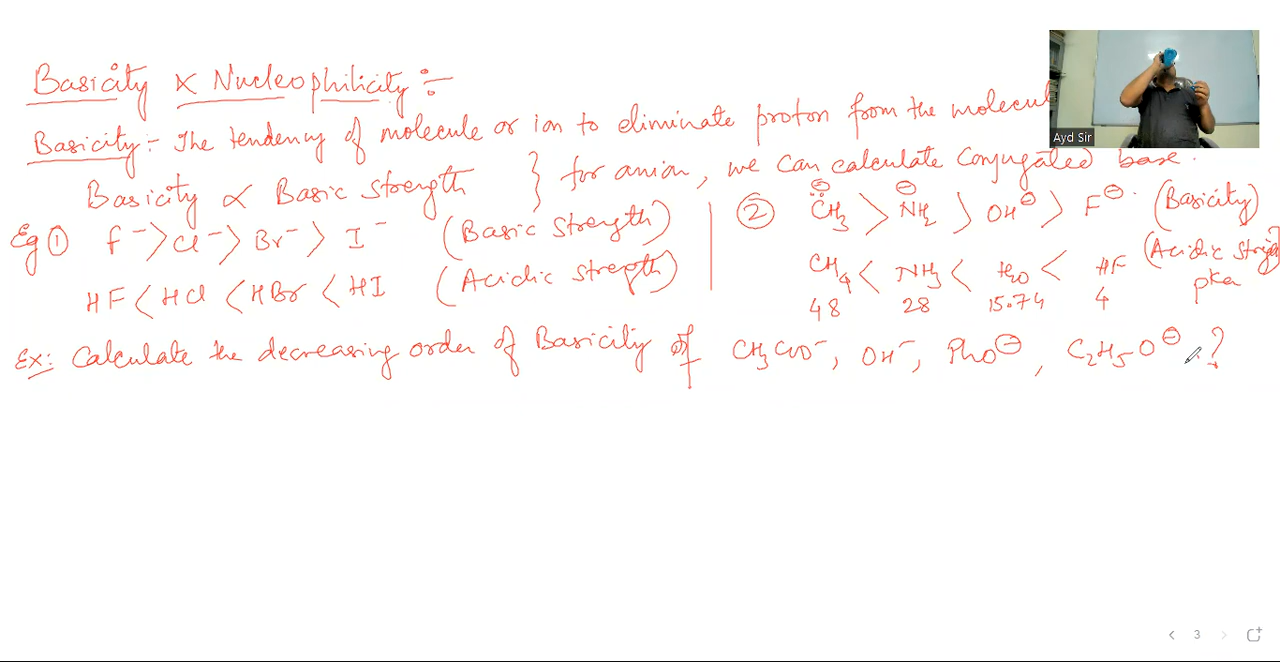 Basicity & Nucleophilicity :-
Basicity :- The tendency of molecule or ion to eliminate proton from the molecul
Basicity ∝ Basic Strength } for anion, we can calculate conjugated base.
Eg ① F⁻ > Cl⁻ > Br⁻ > I⁻ (Basic Strength)
HF < HCl < HBr < HI (Acidic strepth)
② C̈H₃⊖ > NH₂⊖ > OH⊖ > F⊖ (Basicity)
CH₄ < NH₃ < H₂O < HF (Acidic Streng
48 28 15.74 4 pka
Ex: Calculate the decreasing order of Basicity of CH₃COO⁻, OH⁻, PhO⊖, C₂H₅O⊖ ?
Ayd Sir
3